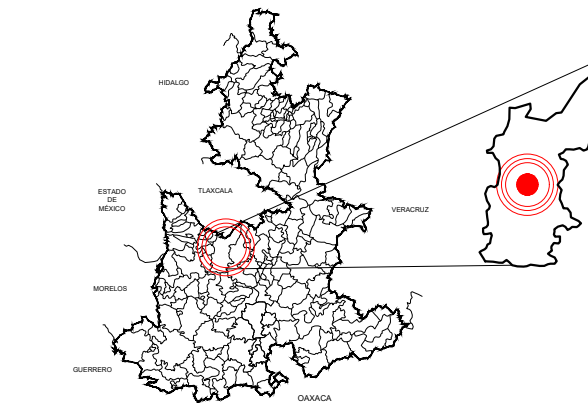 HIDALGO
TLAXCALA
ESTADO
DE
MÉXICO
VERACRUZ
MORELOS
GUERRERO
OAXACA